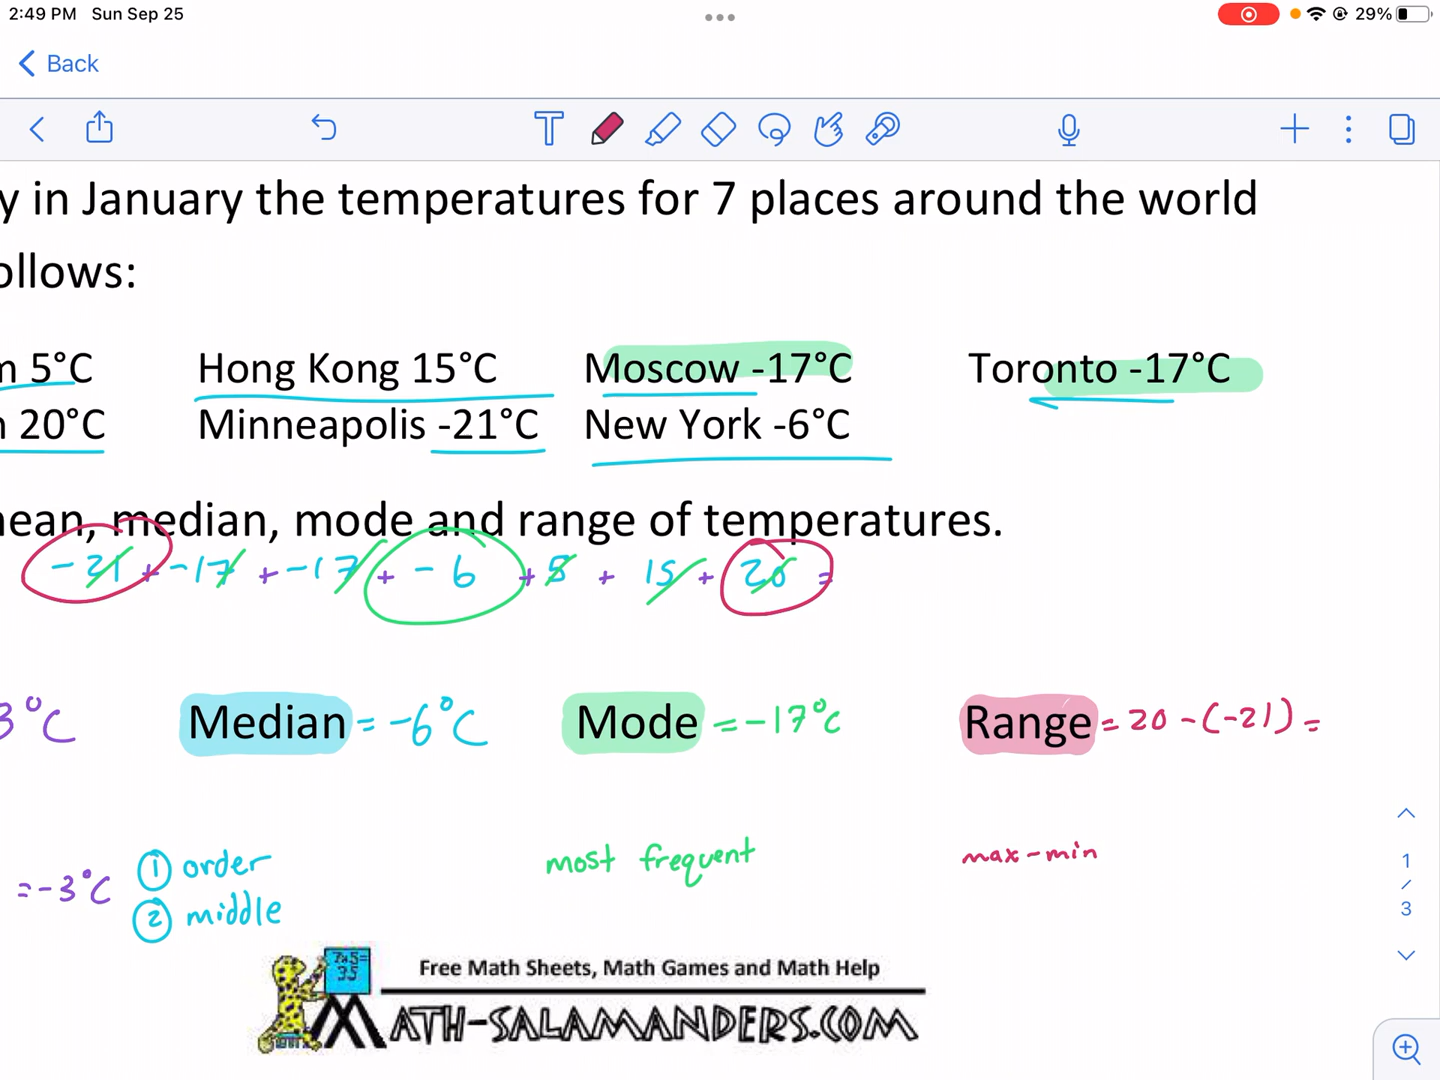 2:49 PM Sun Sep 25
29%
Back
y in January the temperatures for 7 places around the world
ollows:
m 5°C Hong Kong 15°C Moscow -17°C Toronto -17°C
n 20°C Minneapolis -21°C New York -6°C
nean, median, mode and range of temperatures.
-21 + -17 + -17 + -6 + 5 + 15 + 20 =
3°C Median = -6°C Mode = -17°C Range = 20 - (-21) =
= -3°C ① order most frequent max - min
② middle
1
/
3
7x5=
35
Free Math Sheets, Math Games and Math Help
MATH-SALAMANDERS.COM